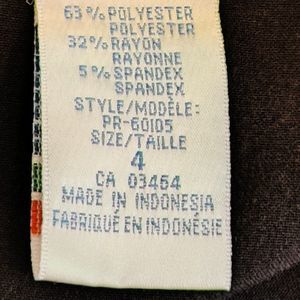 63% POLYESTER
POLYESTER
32% RAYON
RAYONNE
5% SPANDEX
SPANDEX
STYLE/MODÈLE:
PR-60105
SIZE/TAILLE
4
CA 03464
MADE IN INDONESIA
FABRIQUÉ EN INDONÉSIE